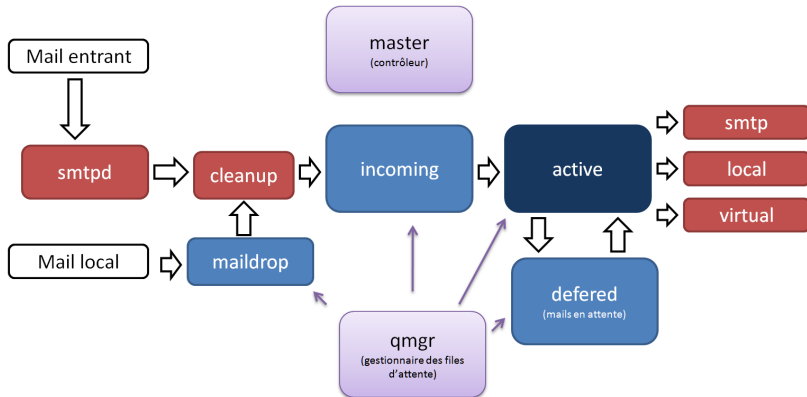 master
(contrôleur)
Mail entrant
smtpd
cleanup
incoming
active
smtp
local
virtual
Mail local
maildrop
defered
(mails en attente)
qmgr
(gestionnaire des files
d'attente)